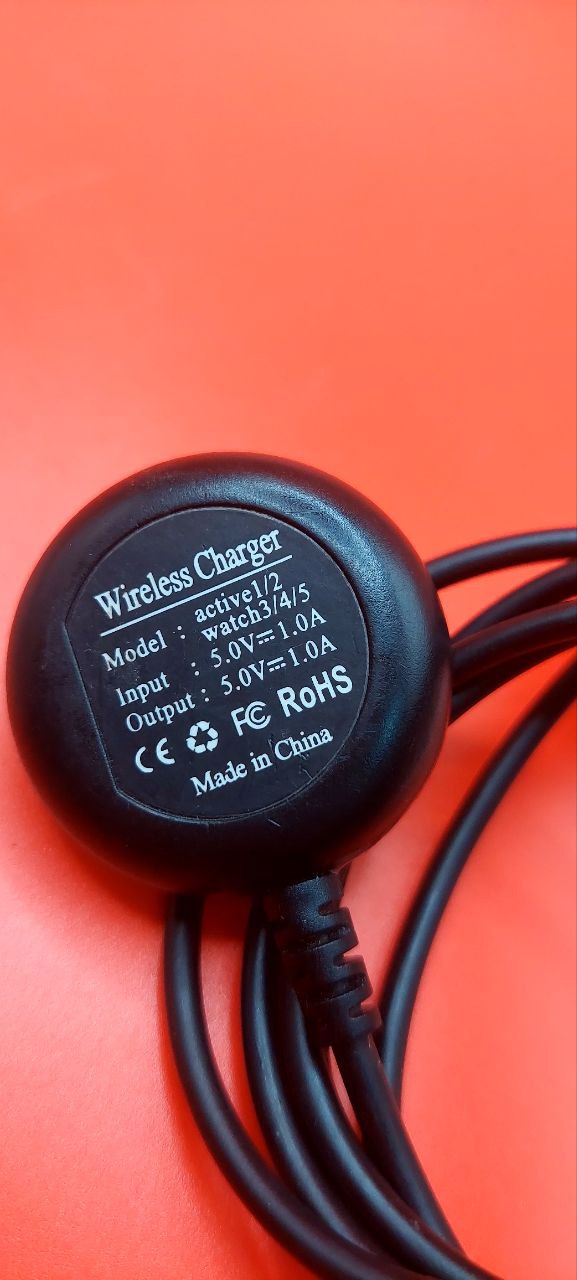 Wireless Charger
Model : active1/2
watch3/4/5
Input : 5.0V⎓1.0A
Output : 5.0V⎓1.0A
CE FC RoHS
Made in China